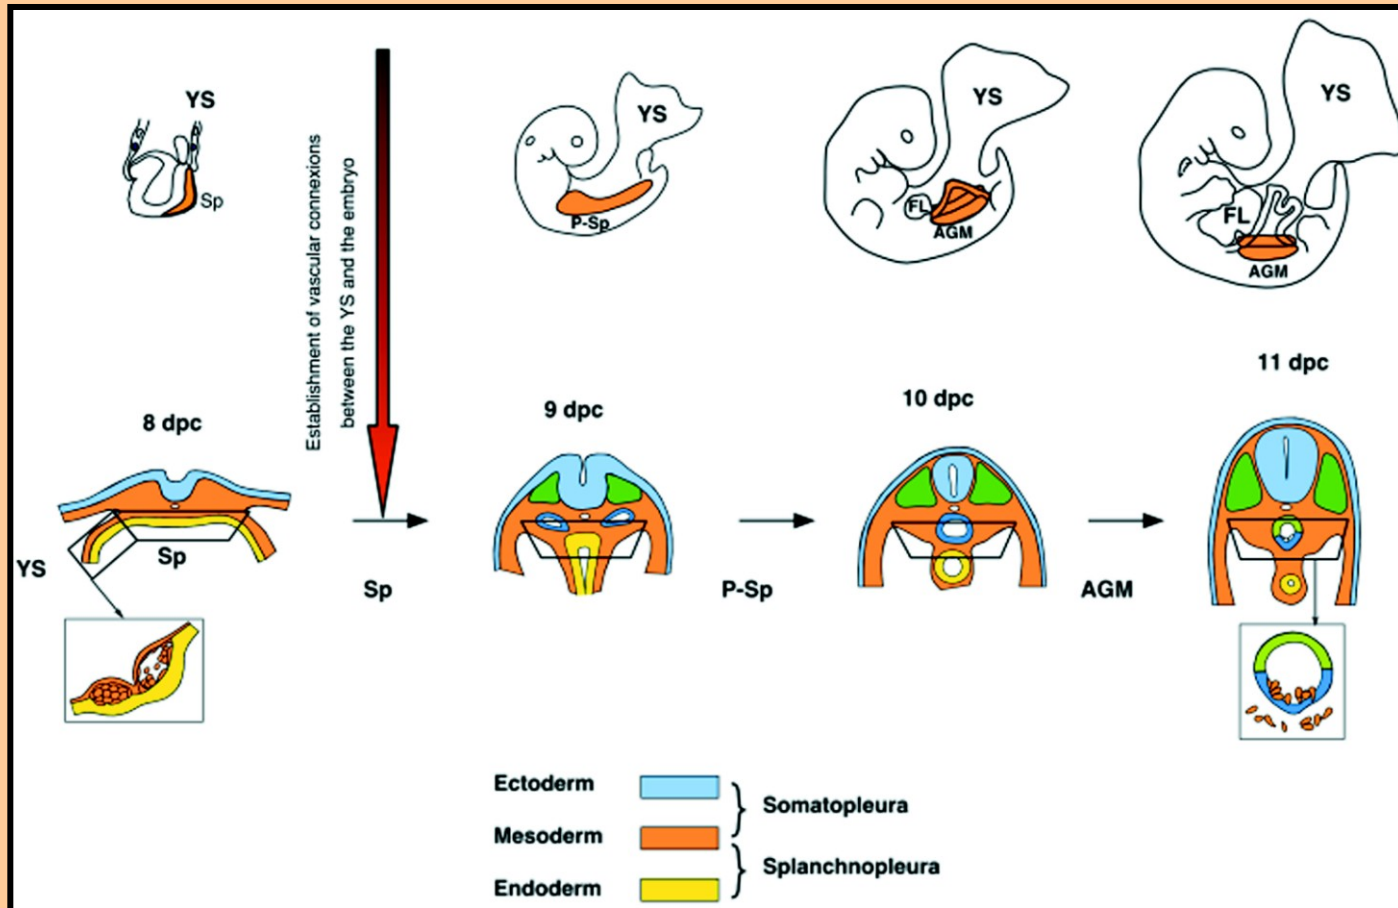 YS
Sp
Establishment of vascular connexions
between the YS and the embryo
YS
P-Sp
YS
FL
AGM
YS
FL
AGM
8 dpc
9 dpc
10 dpc
11 dpc
YS
Sp
Sp
P-Sp
AGM
Ectoderm
Mesoderm
Endoderm
Somatopleura
Splanchnopleura